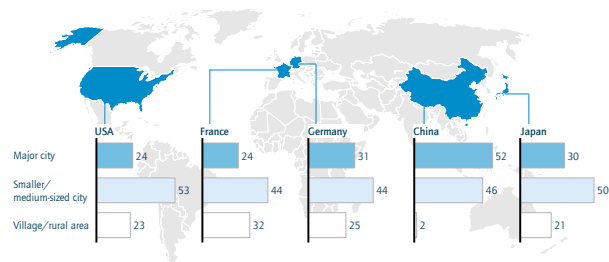 USA France Germany China Japan
Major city 24 24 31 52 30
Smaller/
medium-sized city 53 44 44 46 50
Village/rural area 23 32 25 2 21